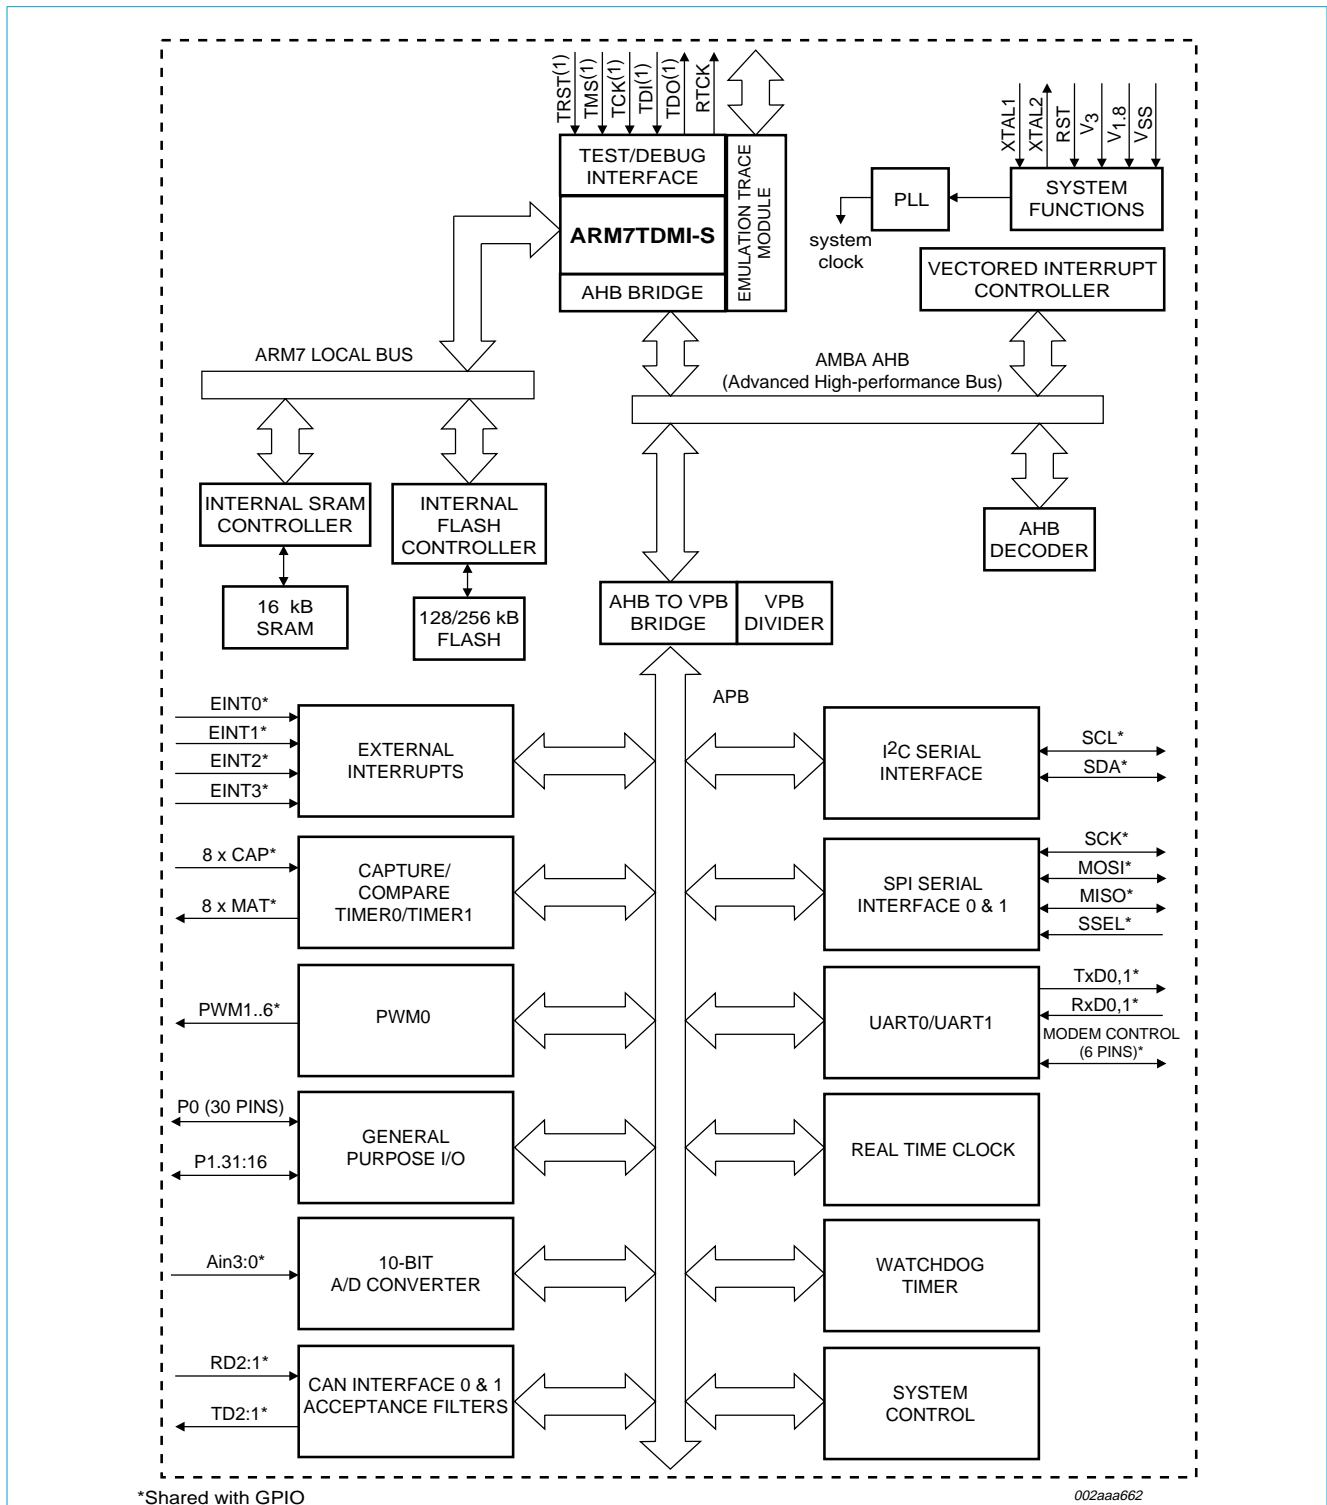 TRST(1)
TMS(1)
TCK(1)
TDI(1)
TDO(1)
RTCK
XTAL1
XTAL2
RST
V3
V1.8
VSS
TEST/DEBUG
INTERFACE
EMULATION TRACE
MODULE
PLL
SYSTEM
FUNCTIONS
ARM7TDMI-S
system
clock
AHB BRIDGE
VECTORED INTERRUPT
CONTROLLER
ARM7 LOCAL BUS
AMBA AHB
(Advanced High-performance Bus)
INTERNAL SRAM
CONTROLLER
INTERNAL
FLASH
CONTROLLER
AHB
DECODER
16 kB
SRAM
128/256 kB
FLASH
AHB TO VPB
BRIDGE
VPB
DIVIDER
APB
EINT0*
EINT1*
EINT2*
EINT3*
EXTERNAL
INTERRUPTS
I2C SERIAL
INTERFACE
SCL*
SDA*
8 x CAP*
8 x MAT*
CAPTURE/
COMPARE
TIMER0/TIMER1
SPI SERIAL
INTERFACE 0 & 1
SCK*
MOSI*
MISO*
SSEL*
PWM1..6*
PWM0
UART0/UART1
TxD0,1*
RxD0,1*
MODEM CONTROL
(6 PINS)*
P0 (30 PINS)
P1.31:16
GENERAL
PURPOSE I/O
REAL TIME CLOCK
Ain3:0*
10-BIT
A/D CONVERTER
WATCHDOG
TIMER
RD2:1*
TD2:1*
CAN INTERFACE 0 & 1
ACCEPTANCE FILTERS
SYSTEM
CONTROL
*Shared with GPIO
002aaa662